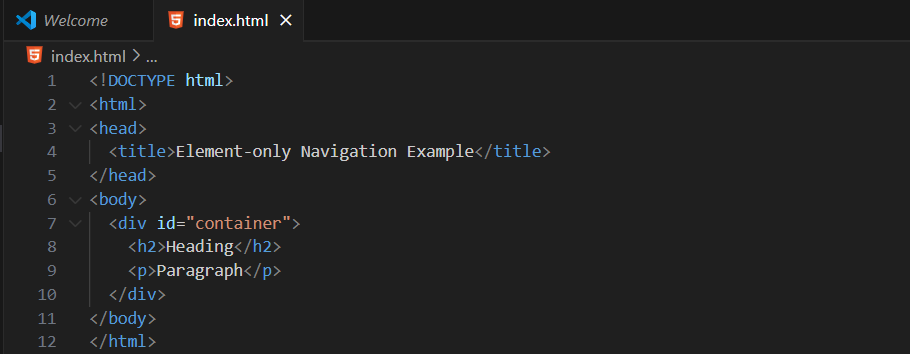 Welcome index.html
index.html > ...
1 <!DOCTYPE html>
2 <html>
3 <head>
4   <title>Element-only Navigation Example</title>
5 </head>
6 <body>
7   <div id="container">
8     <h2>Heading</h2>
9     <p>Paragraph</p>
10   </div>
11 </body>
12 </html>